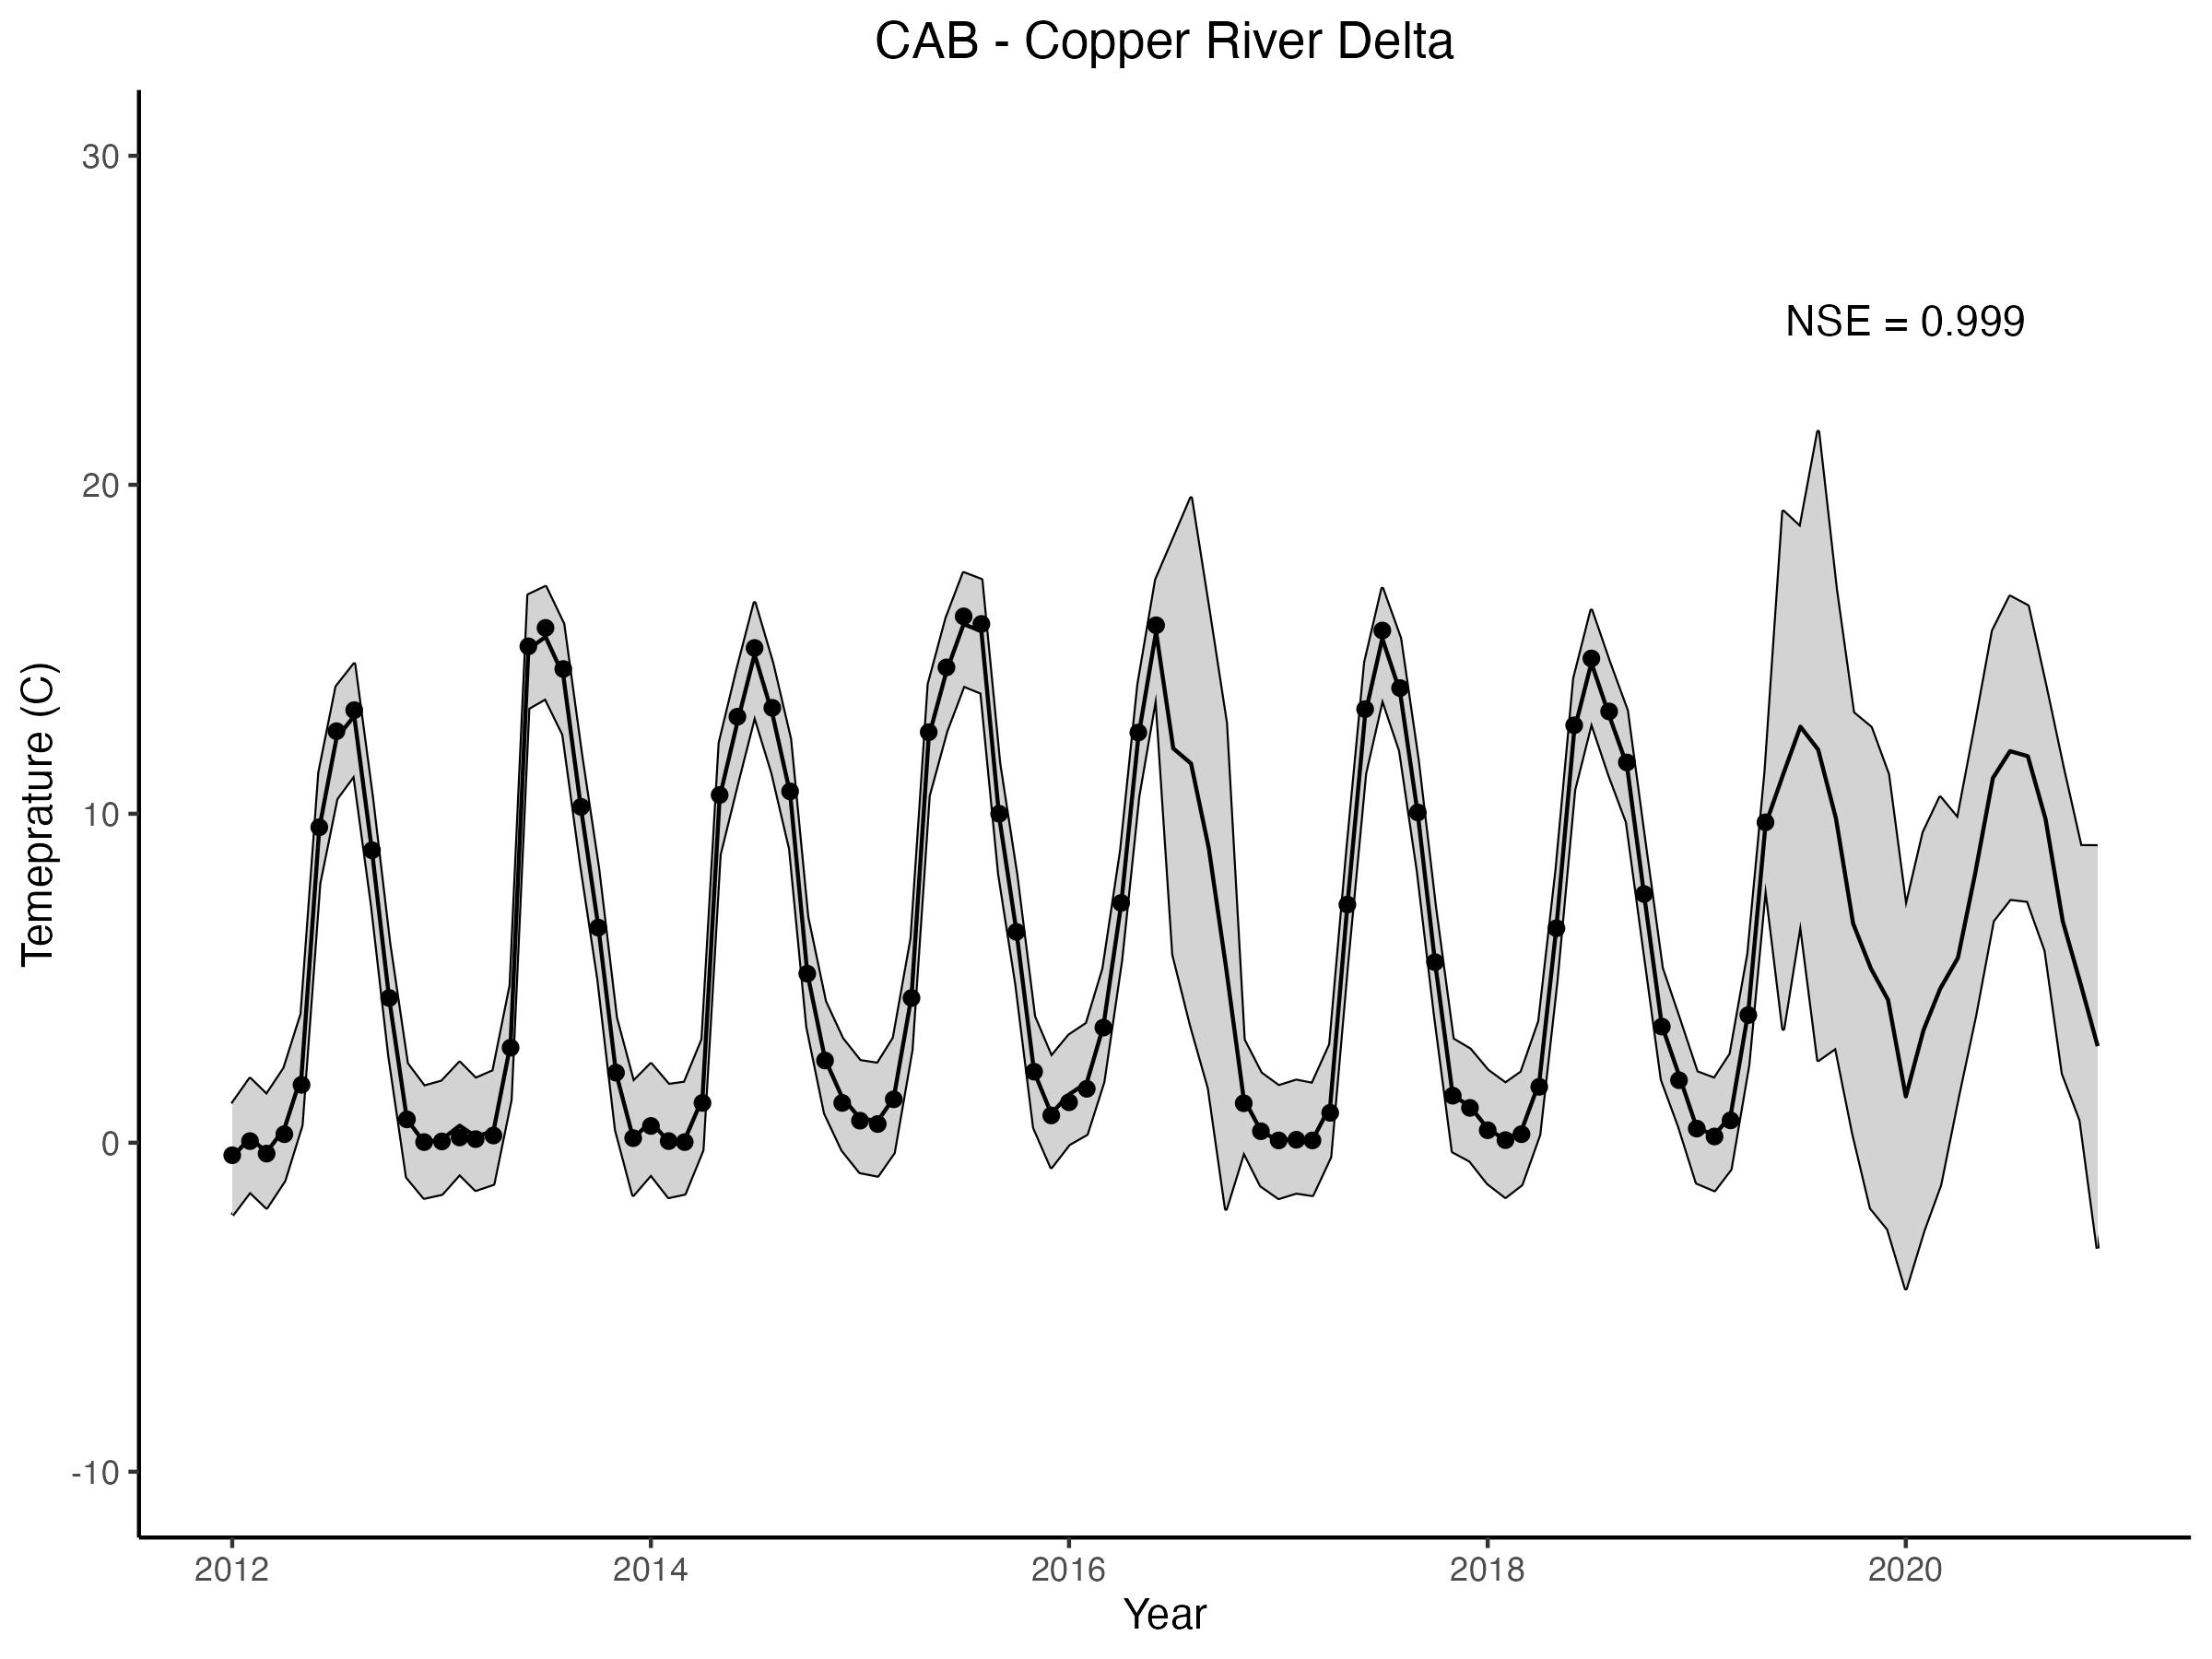 CAB - Copper River Delta
30
20
10
0
-10
Temeprature (C)
NSE = 0.999
2012
2014
2016
2018
2020
Year